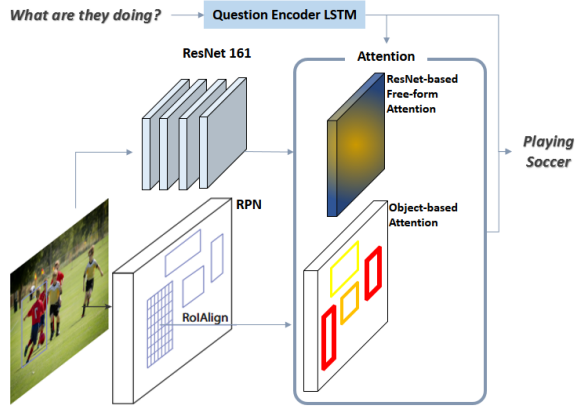 What are they doing?
Question Encoder LSTM
ResNet 161
Attention
ResNet-based
Free-form
Attention
Playing
Soccer
RPN
Object-based
Attention
RoIAlign